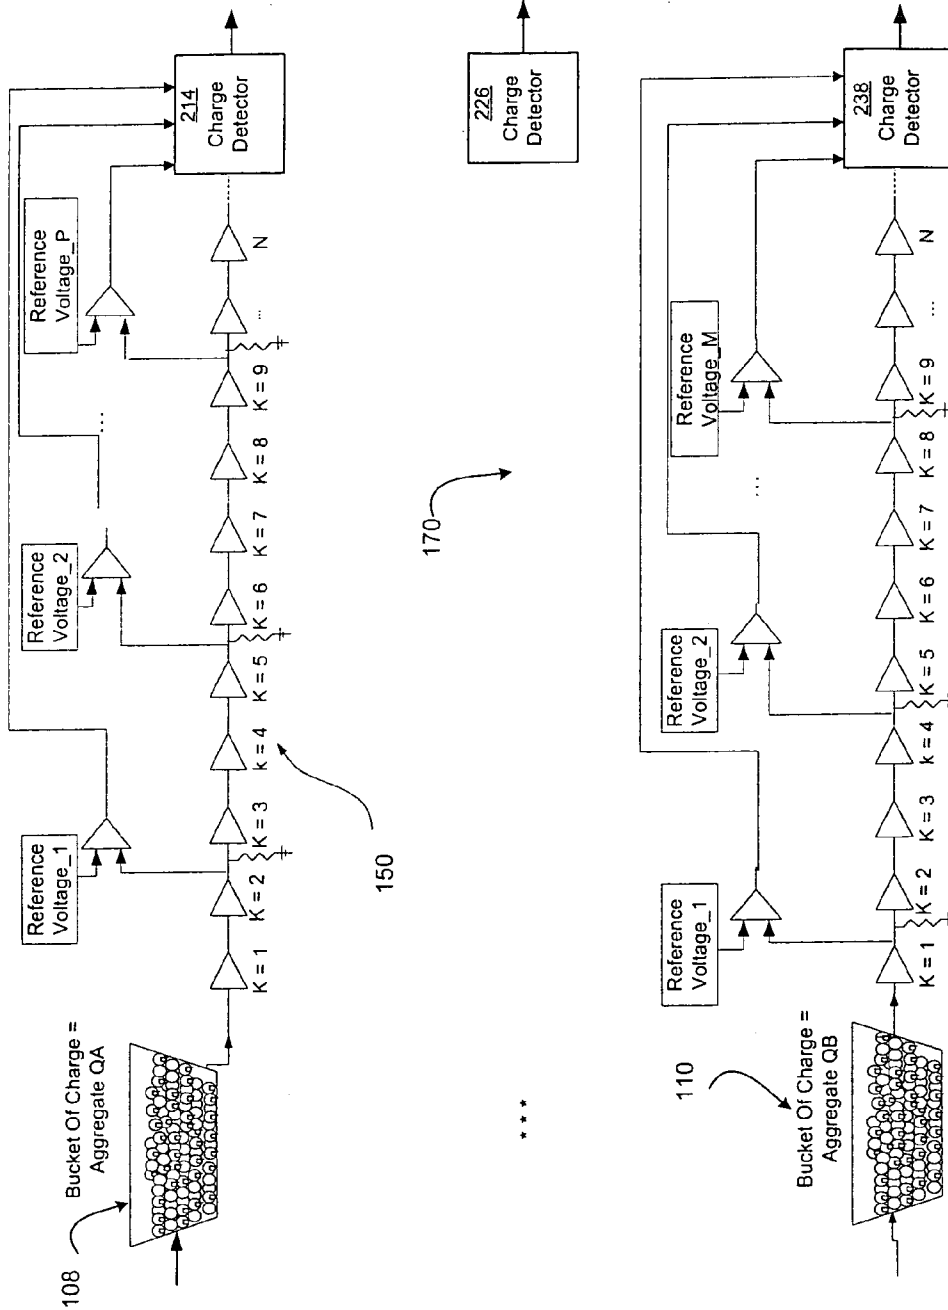 108
Bucket Of Charge =
Aggregate QA
K = 1
K = 2
K = 3
k = 4
K = 5
K = 6
K = 7
K = 8
K = 9
...
N
Reference
Voltage_1
Reference
Voltage_2
...
Reference
Voltage_P
214
Charge
Detector
150
170
226
Charge
Detector
* * *
110
Bucket Of Charge =
Aggregate QB
K = 1
K = 2
K = 3
k = 4
K = 5
K = 6
K = 7
K = 8
K = 9
...
N
Reference
Voltage_1
Reference
Voltage_2
...
Reference
Voltage_M
238
Charge
Detector